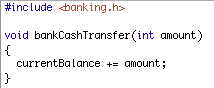 #include <banking.h>
void bankCashTransfer(int amount)
{
currentBalance += amount;
}